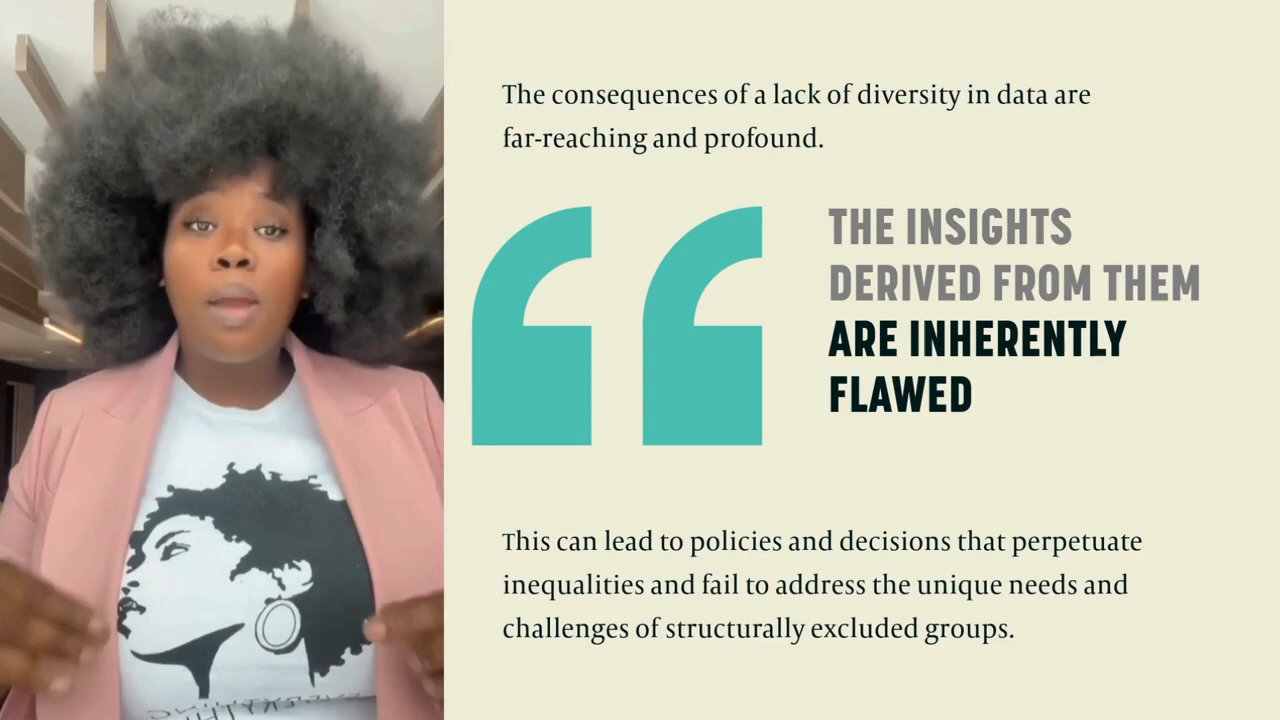 The consequences of a lack of diversity in data are
far-reaching and profound.
THE INSIGHTS
DERIVED FROM THEM
ARE INHERENTLY
FLAWED
This can lead to policies and decisions that perpetuate
inequalities and fail to address the unique needs and
challenges of structurally excluded groups.